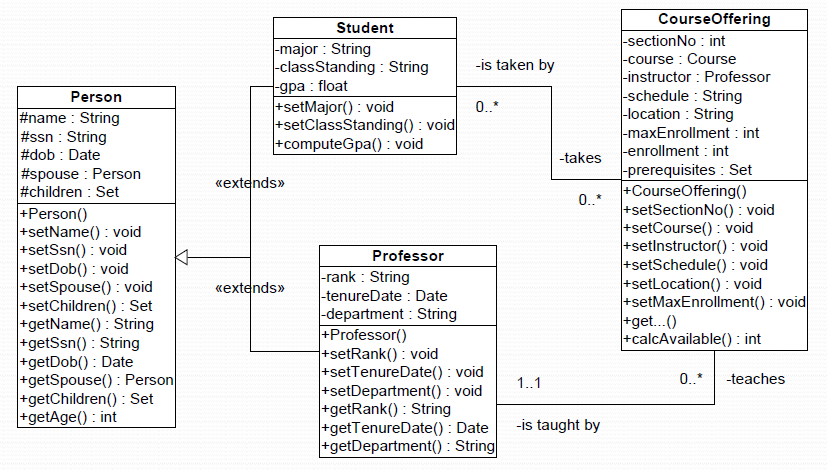 Person
#name : String
#ssn : String
#dob : Date
#spouse : Person
#children : Set
+Person()
+setName() : void
+setSsn() : void
+setDob() : void
+setSpouse() : void
+setChildren() : Set
+getName() : String
+getSsn() : String
+getDob() : Date
+getSpouse() : Person
+getChildren() : Set
+getAge() : int
«extends»
«extends»
Student
-major : String
-classStanding : String
-gpa : float
+setMajor() : void
+setClassStanding() : void
+computeGpa() : void
-is taken by
0..*
-takes
0..*
Professor
-rank : String
-tenureDate : Date
-department : String
+Professor()
+setRank() : void
+setTenureDate() : void
+setDepartment() : void
+getRank() : String
+getTenureDate() : Date
+getDepartment() : String
1..1
-is taught by
0..*
-teaches
CourseOffering
-sectionNo : int
-course : Course
-instructor : Professor
-schedule : String
-location : String
-maxEnrollment : int
-enrollment : int
-prerequisites : Set
+CourseOffering()
+setSectionNo() : void
+setCourse() : void
+setInstructor() : void
+setSchedule() : void
+setLocation() : void
+setMaxEnrollment() : void
+get...()
+calcAvailable() : int